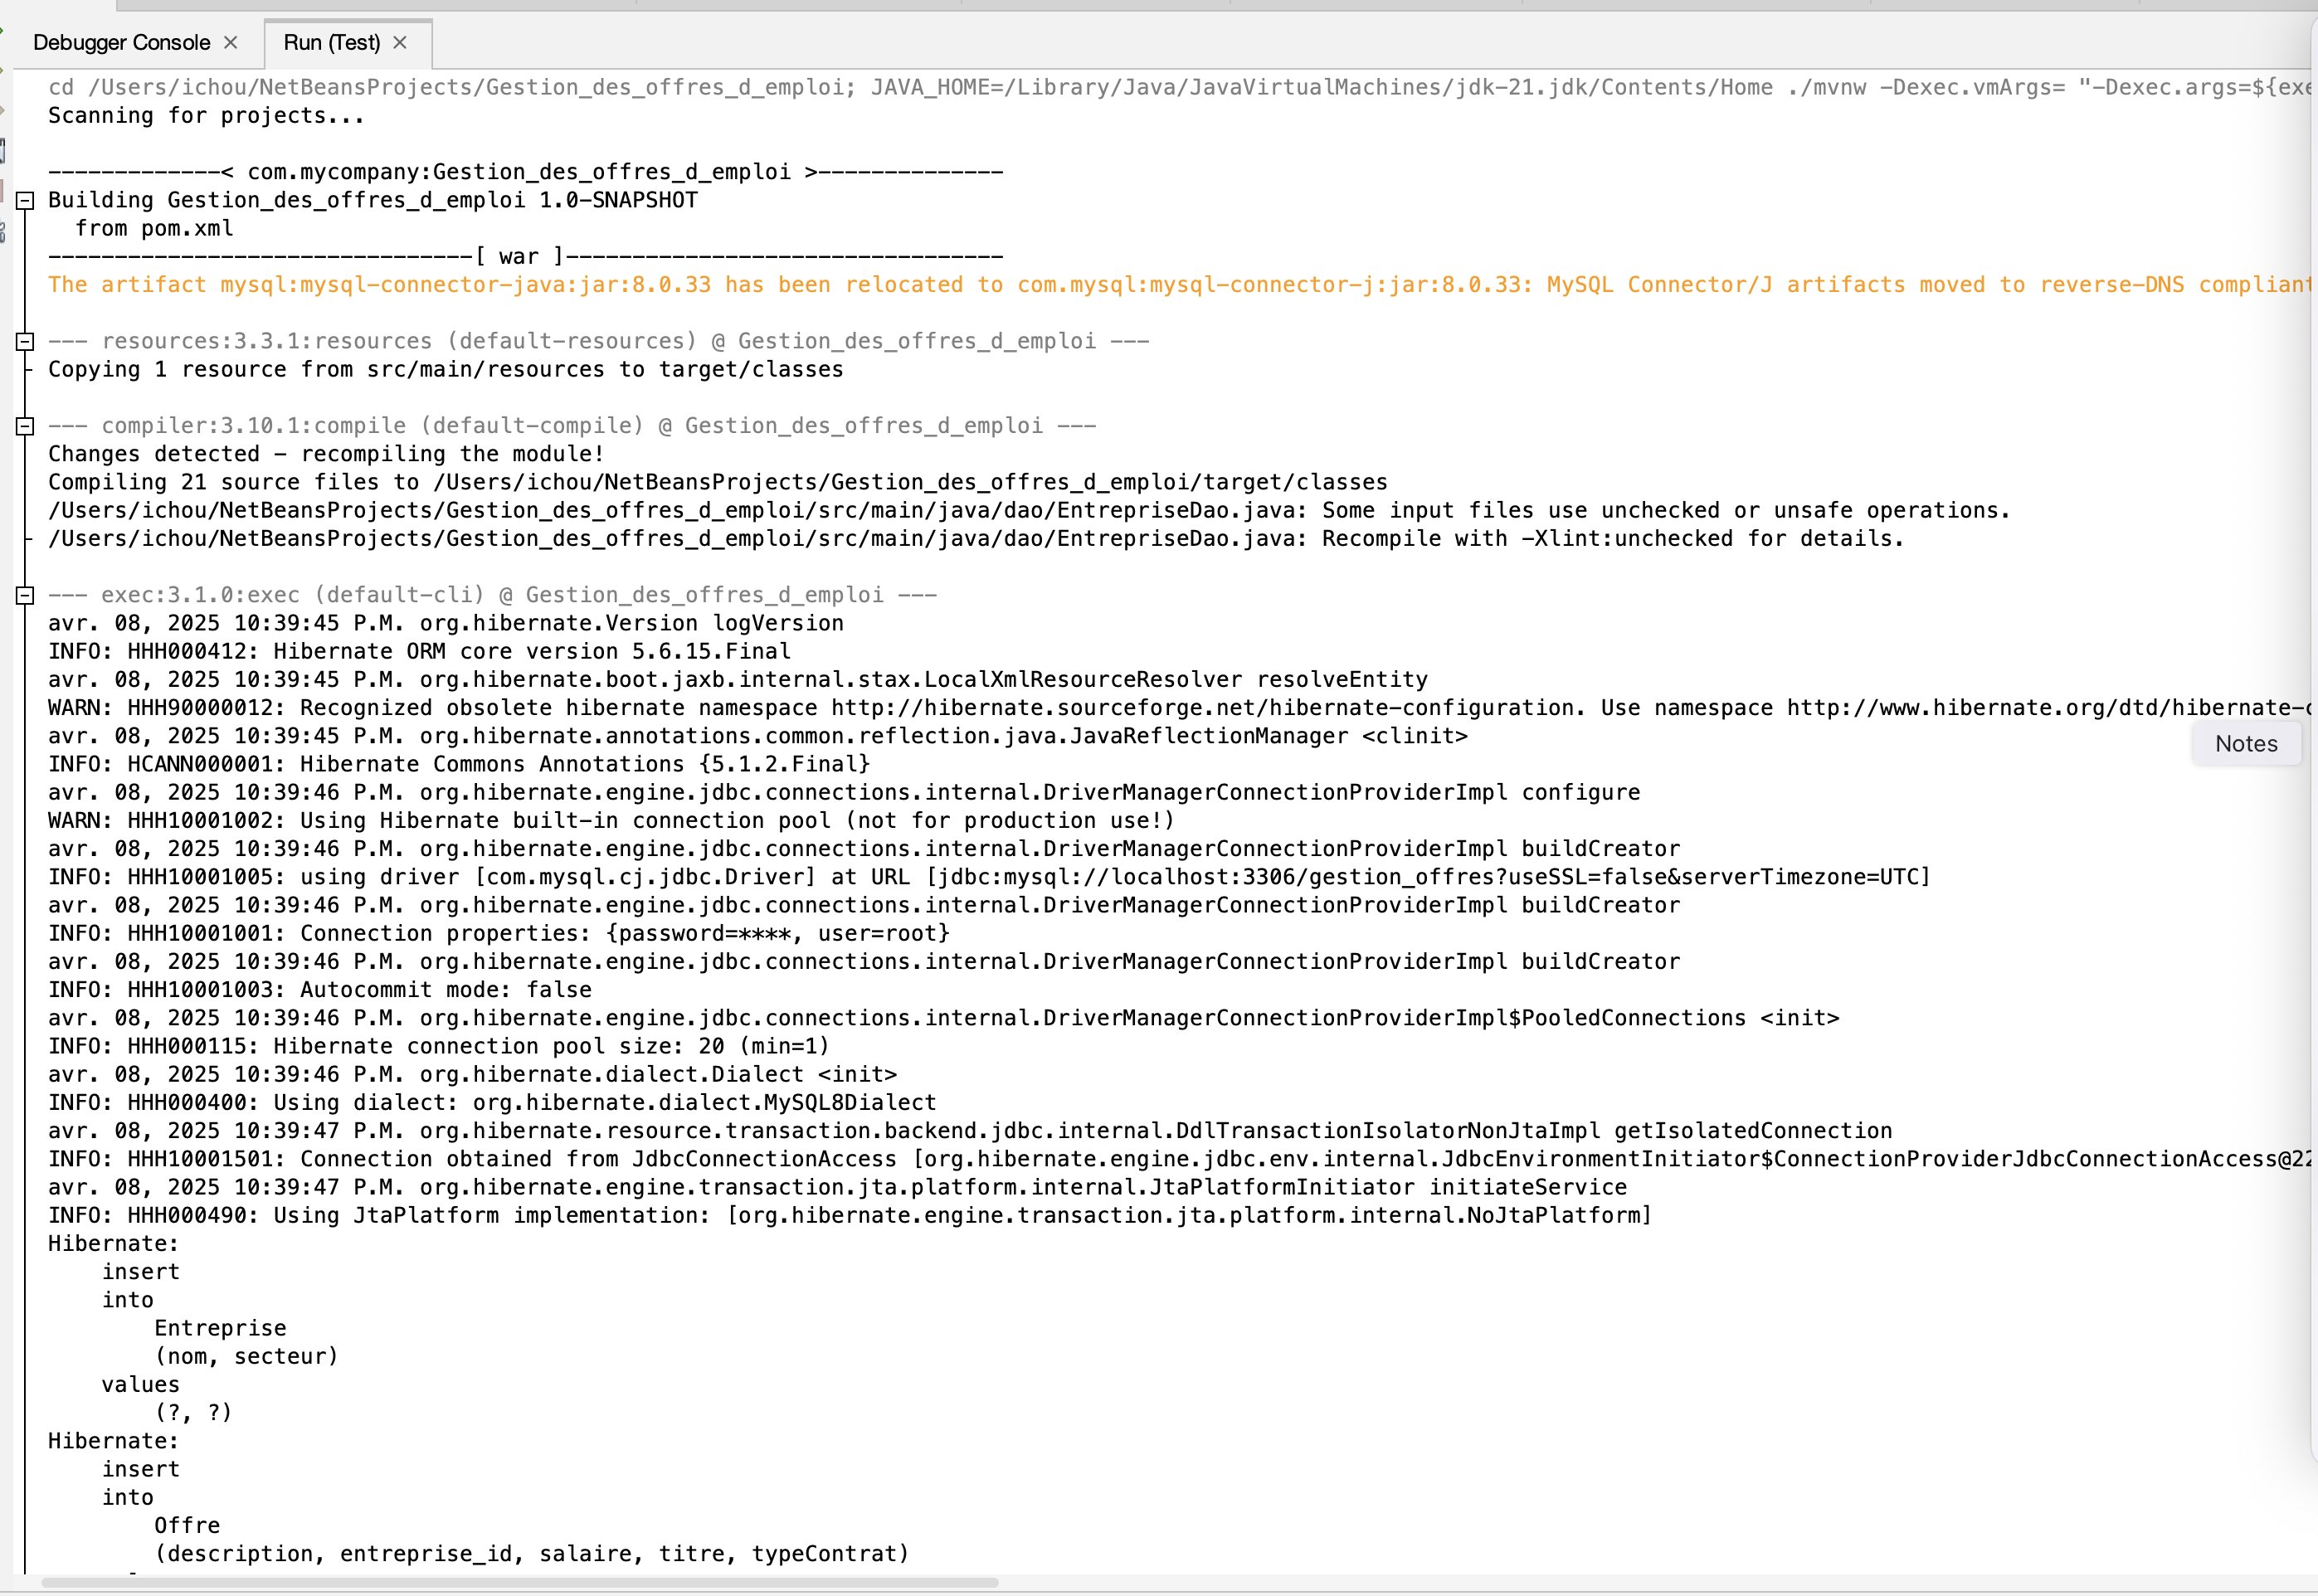 Debugger Console × Run (Test) ×
cd /Users/ichou/NetBeansProjects/Gestion_des_offres_d_emploi; JAVA_HOME=/Library/Java/JavaVirtualMachines/jdk-21.jdk/Contents/Home ./mvnw -Dexec.vmArgs= "-Dexec.args=${exe
Scanning for projects...
-------------< com.mycompany:Gestion_des_offres_d_emploi >--------------
Building Gestion_des_offres_d_emploi 1.0-SNAPSHOT
  from pom.xml
--------------------------------[ war ]---------------------------------
The artifact mysql:mysql-connector-java:jar:8.0.33 has been relocated to com.mysql:mysql-connector-j:jar:8.0.33: MySQL Connector/J artifacts moved to reverse-DNS compliant
--- resources:3.3.1:resources (default-resources) @ Gestion_des_offres_d_emploi ---
Copying 1 resource from src/main/resources to target/classes
--- compiler:3.10.1:compile (default-compile) @ Gestion_des_offres_d_emploi ---
Changes detected - recompiling the module!
Compiling 21 source files to /Users/ichou/NetBeansProjects/Gestion_des_offres_d_emploi/target/classes
/Users/ichou/NetBeansProjects/Gestion_des_offres_d_emploi/src/main/java/dao/EntrepriseDao.java: Some input files use unchecked or unsafe operations.
/Users/ichou/NetBeansProjects/Gestion_des_offres_d_emploi/src/main/java/dao/EntrepriseDao.java: Recompile with -Xlint:unchecked for details.
--- exec:3.1.0:exec (default-cli) @ Gestion_des_offres_d_emploi ---
avr. 08, 2025 10:39:45 P.M. org.hibernate.Version logVersion
INFO: HHH000412: Hibernate ORM core version 5.6.15.Final
avr. 08, 2025 10:39:45 P.M. org.hibernate.boot.jaxb.internal.stax.LocalXmlResourceResolver resolveEntity
WARN: HHH90000012: Recognized obsolete hibernate namespace http://hibernate.sourceforge.net/hibernate-configuration. Use namespace http://www.hibernate.org/dtd/hibernate-c
avr. 08, 2025 10:39:45 P.M. org.hibernate.annotations.common.reflection.java.JavaReflectionManager <clinit>
Notes
INFO: HCANN000001: Hibernate Commons Annotations {5.1.2.Final}
avr. 08, 2025 10:39:46 P.M. org.hibernate.engine.jdbc.connections.internal.DriverManagerConnectionProviderImpl configure
WARN: HHH10001002: Using Hibernate built-in connection pool (not for production use!)
avr. 08, 2025 10:39:46 P.M. org.hibernate.engine.jdbc.connections.internal.DriverManagerConnectionProviderImpl buildCreator
INFO: HHH10001005: using driver [com.mysql.cj.jdbc.Driver] at URL [jdbc:mysql://localhost:3306/gestion_offres?useSSL=false&serverTimezone=UTC]
avr. 08, 2025 10:39:46 P.M. org.hibernate.engine.jdbc.connections.internal.DriverManagerConnectionProviderImpl buildCreator
INFO: HHH10001001: Connection properties: {password=****, user=root}
avr. 08, 2025 10:39:46 P.M. org.hibernate.engine.jdbc.connections.internal.DriverManagerConnectionProviderImpl buildCreator
INFO: HHH10001003: Autocommit mode: false
avr. 08, 2025 10:39:46 P.M. org.hibernate.engine.jdbc.connections.internal.DriverManagerConnectionProviderImpl$PooledConnections <init>
INFO: HHH000115: Hibernate connection pool size: 20 (min=1)
avr. 08, 2025 10:39:46 P.M. org.hibernate.dialect.Dialect <init>
INFO: HHH000400: Using dialect: org.hibernate.dialect.MySQL8Dialect
avr. 08, 2025 10:39:47 P.M. org.hibernate.resource.transaction.backend.jdbc.internal.DdlTransactionIsolatorNonJtaImpl getIsolatedConnection
INFO: HHH10001501: Connection obtained from JdbcConnectionAccess [org.hibernate.engine.jdbc.env.internal.JdbcEnvironmentInitiator$ConnectionProviderJdbcConnectionAccess@22
avr. 08, 2025 10:39:47 P.M. org.hibernate.engine.transaction.jta.platform.internal.JtaPlatformInitiator initiateService
INFO: HHH000490: Using JtaPlatform implementation: [org.hibernate.engine.transaction.jta.platform.internal.NoJtaPlatform]
Hibernate:
    insert
    into
        Entreprise
        (nom, secteur)
    values
        (?, ?)
Hibernate:
    insert
    into
        Offre
        (description, entreprise_id, salaire, titre, typeContrat)